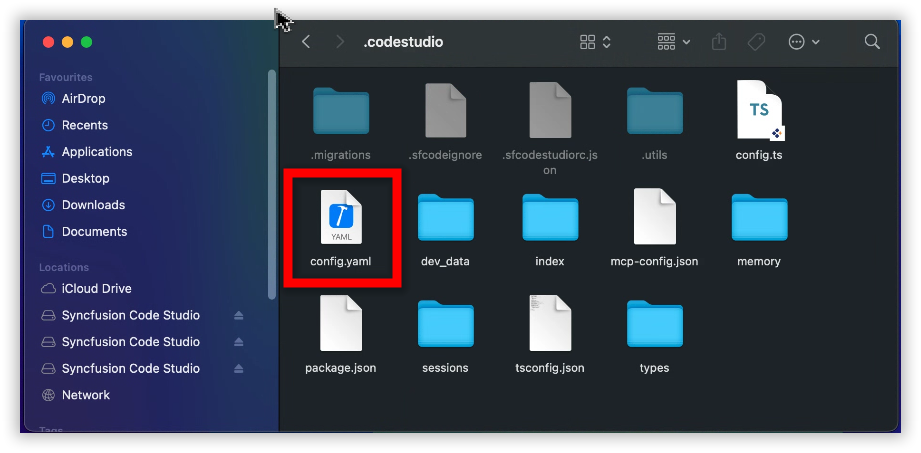 .codestudio
Favourites
AirDrop
Recents
Applications
Desktop
Downloads
Documents
Locations
iCloud Drive
Syncfusion Code Studio
Syncfusion Code Studio
Syncfusion Code Studio
Network
Tags
TS
.migrations
.sfcodeignore
.sfcodestudiorc.js
on
.utils
config.ts
YAML
config.yaml
dev_data
index
mcp-config.json
memory
package.json
sessions
tsconfig.json
types